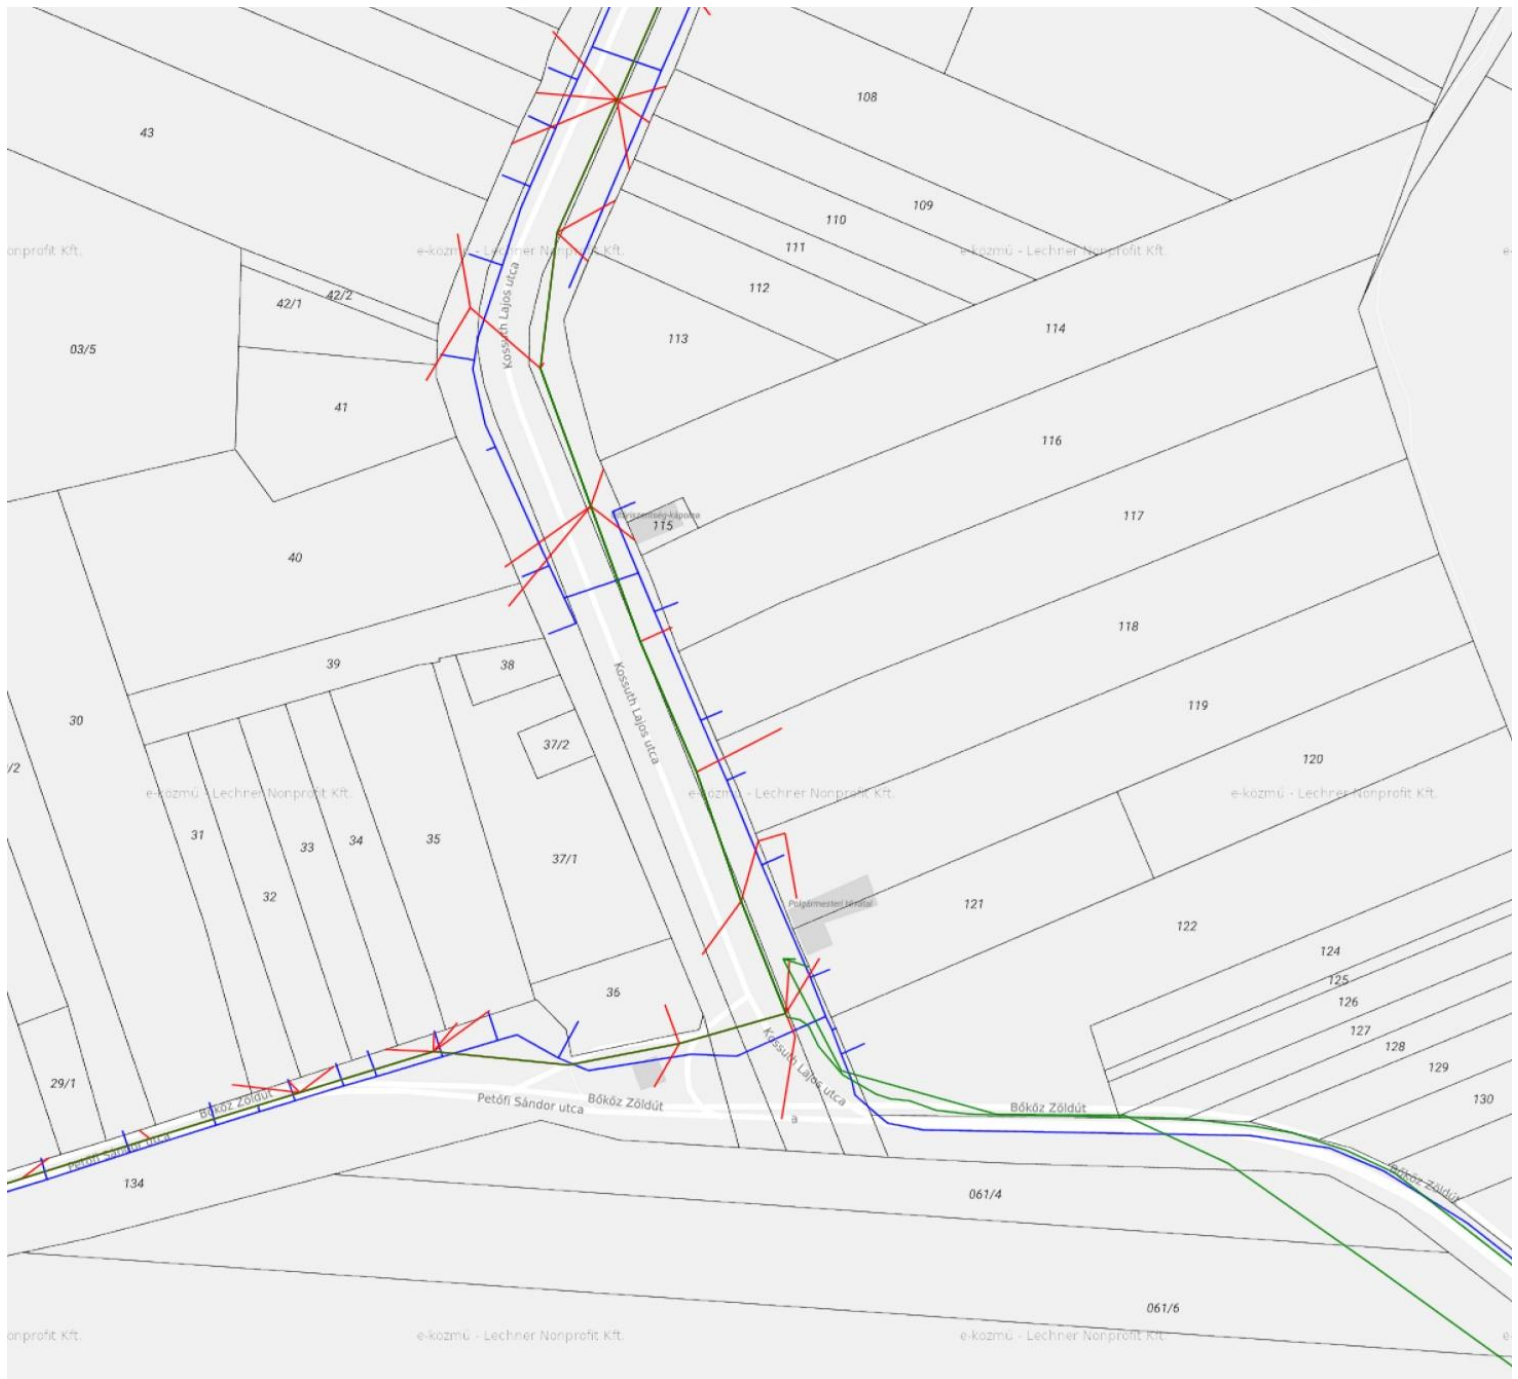 108
43
109
110
onprofit Kft.
e-közmű - Lechner Nonprofit Kft.
111
e-közmű - Lechner Nonprofit Kft.
e-
112
42/2
42/1
Kossuth Lajos utca
114
113
03/5
41
116
117
115
40
118
39
38
Kossuth Lajos utca
119
30
37/2
120
/2
e-közmű - Lechner Nonprofit Kft.
e-közmű - Lechner Nonprofit Kft.
e-közmű - Lechner Nonprofit Kft.
31
33
34
35
37/1
32
Polgármesteri hivatal
121
122
124
36
125
126
127
128
Kossuth Lajos utca
129
29/1
Bőköz Zöldút
Petőfi Sándor utca
Bőköz Zöldút
Bőköz Zöldút
130
a
Petőfi Sándor utca
134
Bőköz Zöldút
061/4
061/6
onprofit Kft.
e-közmű - Lechner Nonprofit Kft.
e-közmű - Lechner Nonprofit Kft.
e-